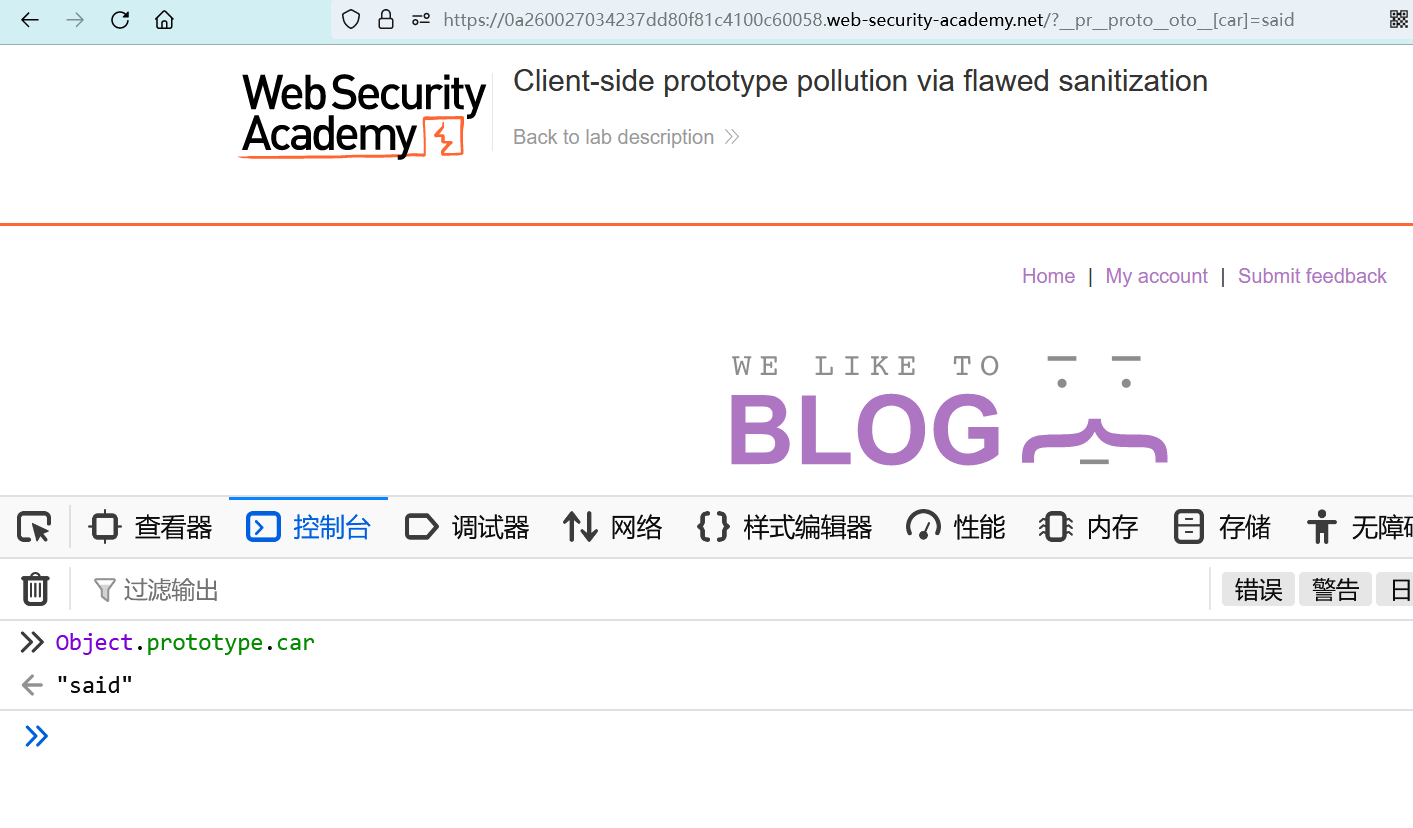 https://0a260027034237dd80f81c4100c60058.web-security-academy.net/?__pr__proto__oto__[car]=said
Web Security
Academy
Client-side prototype pollution via flawed sanitization
Back to lab description
Home | My account | Submit feedback
WE LIKE TO
BLOG
查看器 控制台 调试器 网络 {} 样式编辑器 性能 内存 存储 无障
过滤输出 错误 警告 日
Object.prototype.car
"said"